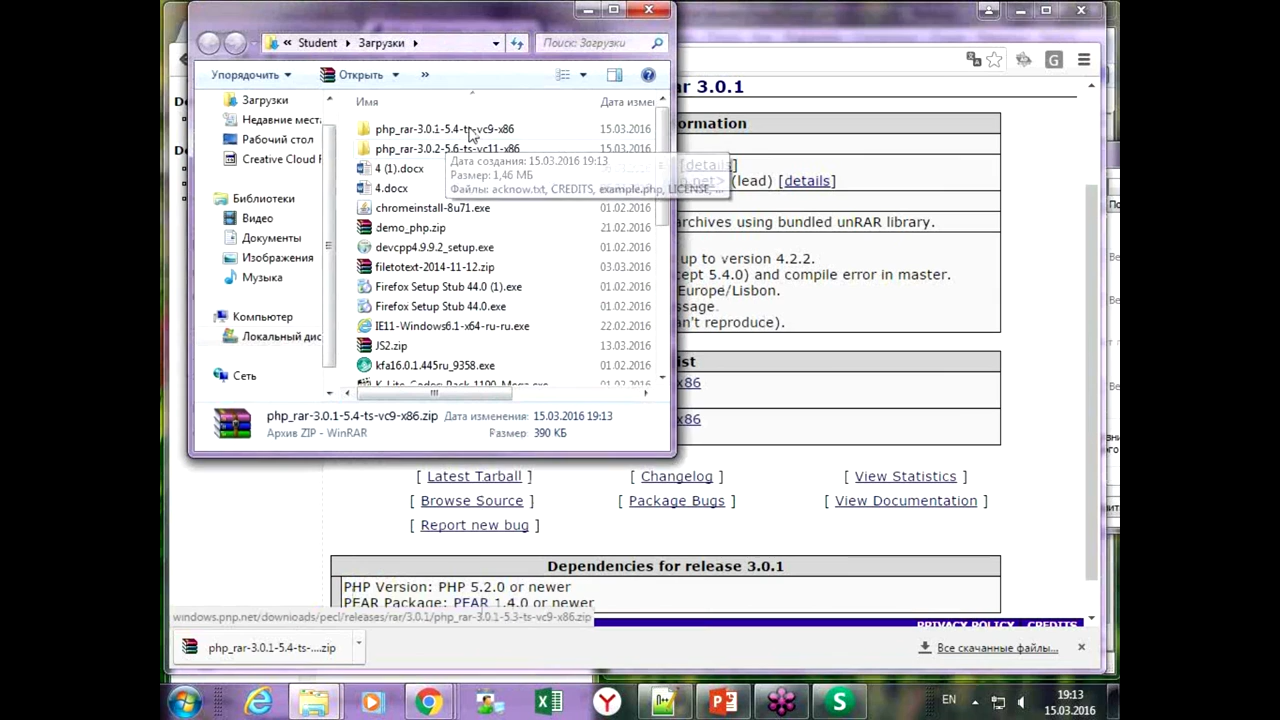 « Student ▸ Загрузки ▸
Поиск: Загрузки
Упорядочить
Открыть
»
Имя
Дата изме
Загрузки
Недавние мест
Рабочий стол
Creative Cloud F
Библиотеки
Видео
Документы
Изображения
Музыка
Компьютер
Локальный дис
Сеть
php_rar-3.0.1-5.4-ts-vc9-x86 15.03.2016
php_rar-3.0.2-5.6-ts-vc11-x86 15.03.2016
4 (1).docx
4.docx
chromeinstall-8u71.exe 01.02.2016
demo_php.zip 21.02.2016
devcpp4.9.9.2_setup.exe 01.02.2016
filetotext-2014-11-12.zip 03.03.2016
Firefox Setup Stub 44.0 (1).exe 01.02.2016
Firefox Setup Stub 44.0.exe 01.02.2016
IE11-Windows6.1-x64-ru-ru.exe 22.02.2016
JS2.zip 13.03.2016
kfa16.0.1.445ru_9358.exe 01.02.2016
K-Lite_Codec_Pack_1190_Mega.exe 01.02.2016
Дата создания: 15.03.2016 19:13
Размер: 1,46 МБ
Файлы: acknow.txt, CREDITS, example.php, LICENSE, ...
php_rar-3.0.1-5.4-ts-vc9-x86.zip Дата изменения: 15.03.2016 19:13
Архив ZIP - WinRAR Размер: 390 КБ
ar 3.0.1
ormation
[details]
net> (lead) [details]
archives using bundled unRAR library.
up to version 4.2.2.
ept 5.4.0) and compile error in master.
Europe/Lisbon.
ssage.
an't reproduce).
ist
x86
x86
[ Latest Tarball ] [ Changelog ] [ View Statistics ]
[ Browse Source ] [ Package Bugs ] [ View Documentation ]
[ Report new bug ]
Dependencies for release 3.0.1
PHP Version: PHP 5.2.0 or newer
PEAR Package: PEAR 1.4.0 or newer
windows.php.net/downloads/pecl/releases/rar/3.0.1/php_rar-3.0.1-5.3-ts-vc9-x86.zip
PRIVACY POLICY CREDITS
php_rar-3.0.1-5.4-ts-....zip
Все скачанные файлы...
EN
19:13
15.03.2016